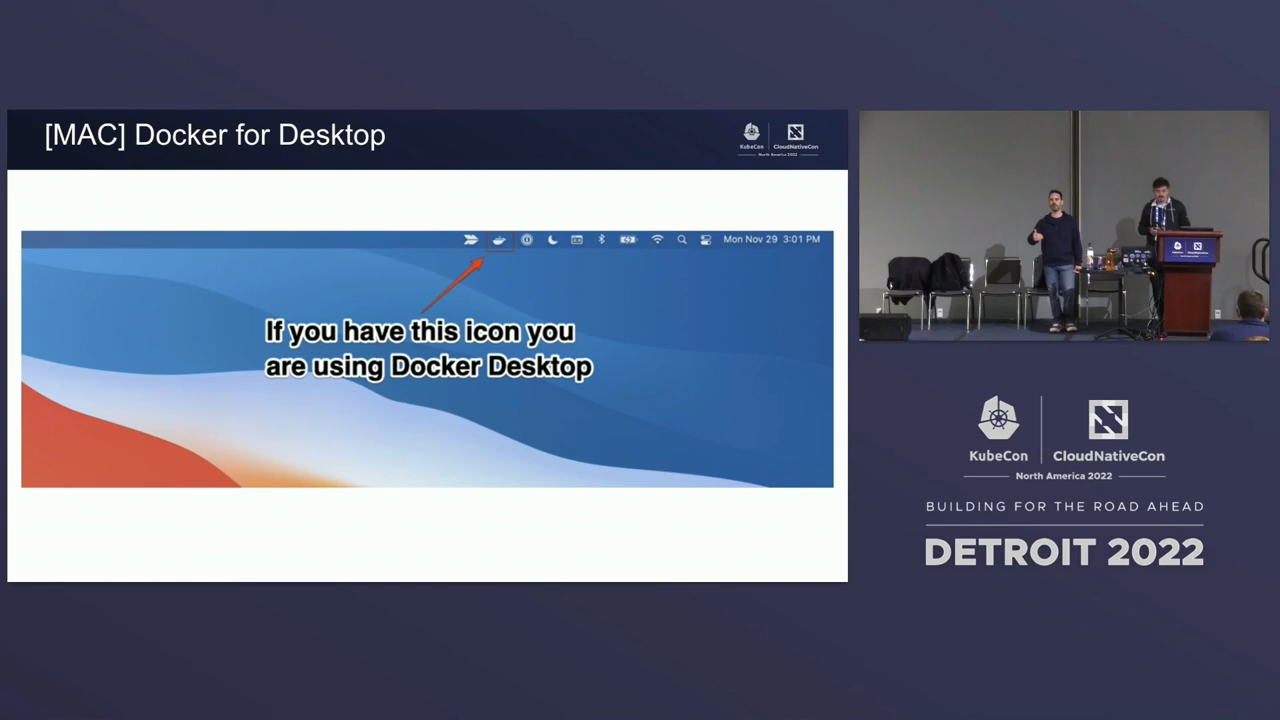 [MAC] Docker for Desktop
KubeCon
CloudNativeCon
North America 2022
Mon Nov 29 3:01 PM
If you have this icon you
are using Docker Desktop
KubeCon
CloudNativeCon
North America 2022
BUILDING FOR THE ROAD AHEAD
DETROIT 2022